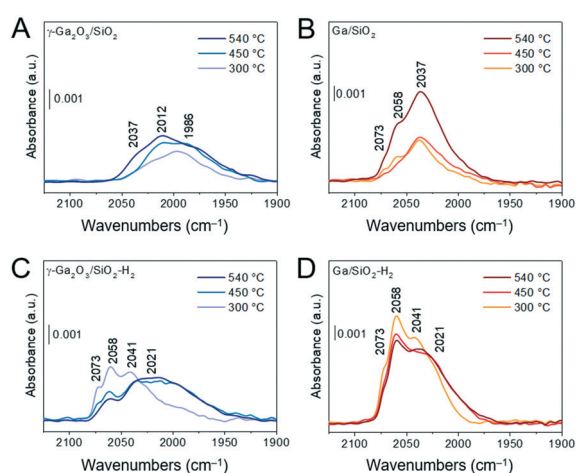 A
γ-Ga₂O₃/SiO₂
540 °C
450 °C
300 °C
0.001
2037
2012
1986
Absorbance (a.u.)
2100 2050 2000 1950 1900
Wavenumbers (cm⁻¹)
B
Ga/SiO₂
540 °C
450 °C
300 °C
0.001
2073
2058
2037
Absorbance (a.u.)
2100 2050 2000 1950 1900
Wavenumbers (cm⁻¹)
C
γ-Ga₂O₃/SiO₂-H₂
540 °C
450 °C
300 °C
0.001
2073
2058
2041
2021
Absorbance (a.u.)
2100 2050 2000 1950 1900
Wavenumbers (cm⁻¹)
D
Ga/SiO₂-H₂
540 °C
450 °C
300 °C
0.001
2073
2058
2041
2021
Absorbance (a.u.)
2100 2050 2000 1950 1900
Wavenumbers (cm⁻¹)